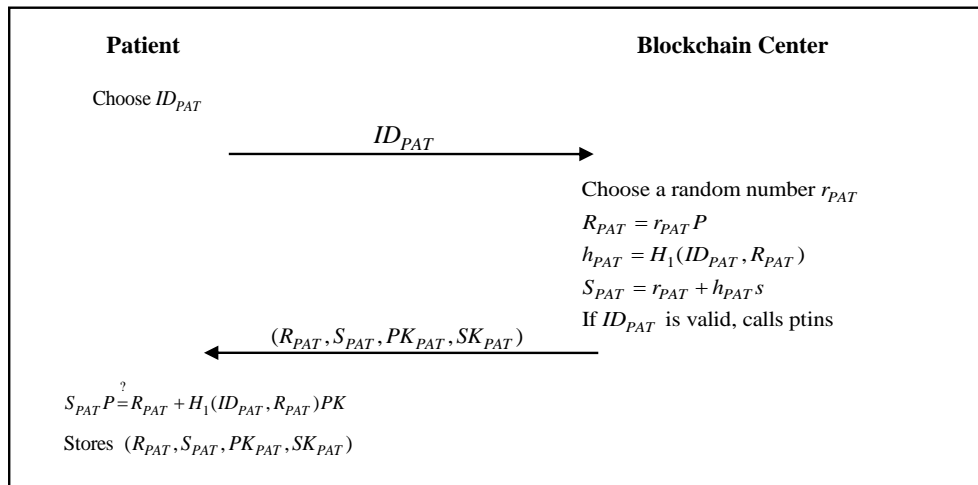 Patient
Blockchain Center
Choose ID_PAT
ID_PAT
Choose a random number r_PAT
R_PAT = r_PAT P
h_PAT = H_1(ID_PAT, R_PAT)
S_PAT = r_PAT + h_PAT s
If ID_PAT is valid, calls ptins
(R_PAT, S_PAT, PK_PAT, SK_PAT)
S_PAT P ≟ R_PAT + H_1(ID_PAT, R_PAT)PK
Stores (R_PAT, S_PAT, PK_PAT, SK_PAT)